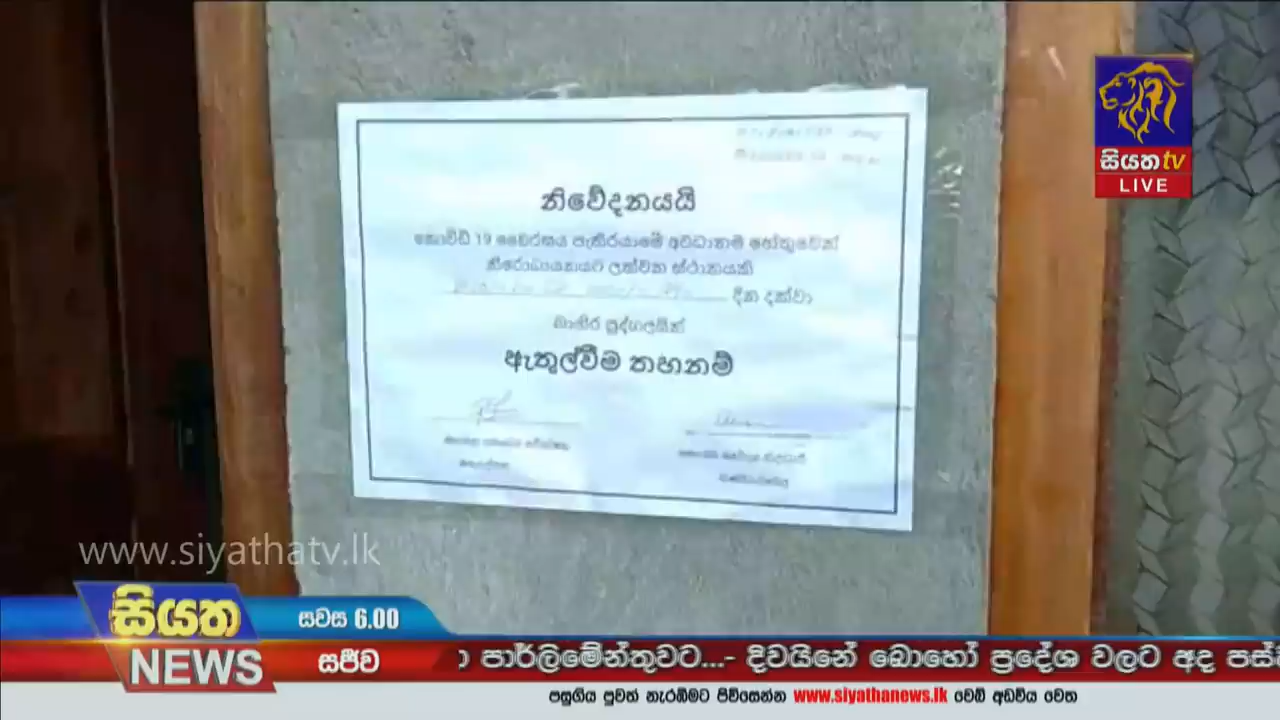 සියත tv
LIVE
නිවේදනයයි
කොවිඩ් 19 වෛරසය පැතිරයාමේ අවධානම හේතුවෙන්
නිරෝධායනයට ලක්වන ස්ථානයකි
දින දක්වා
බාහිර පුද්ගලයින්
ඇතුල්වීම තහනම්
www.siyathatv.lk
සියත
NEWS
සවස 6.00
සජීව
පාර්ලිමේන්තුවට...- දිවයිනේ බොහෝ ප්‍රදේශ වලට අද පස්
පසුගිය පුවත් නැරඹීමට පිවිසෙන්න www.siyathanews.lk වෙබ් අඩවිය වෙත